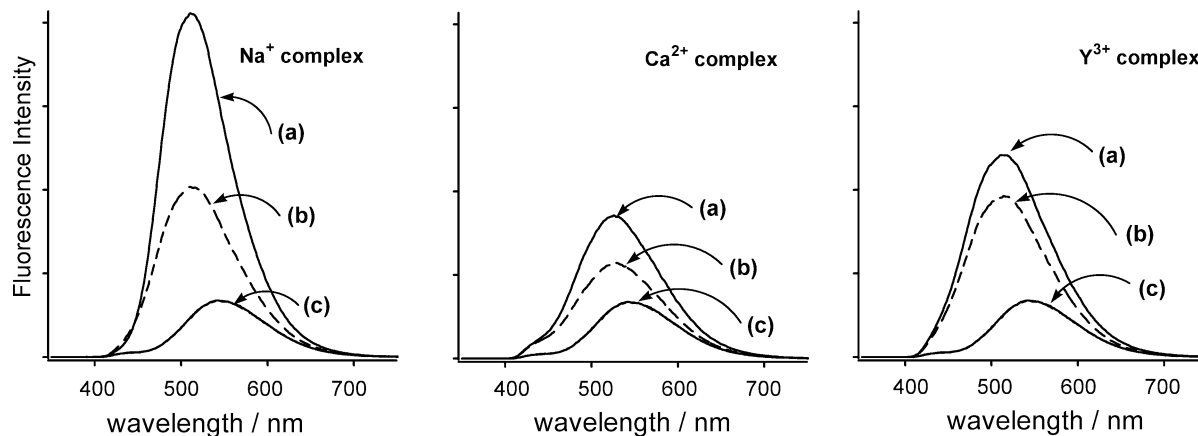 Fluorescence Intensity
Na+ complex
(a)
(b)
(c)
400 500 600 700
wavelength / nm
Ca2+ complex
(a)
(b)
(c)
400 500 600 700
wavelength / nm
Y3+ complex
(a)
(b)
(c)
400 500 600 700
wavelength / nm